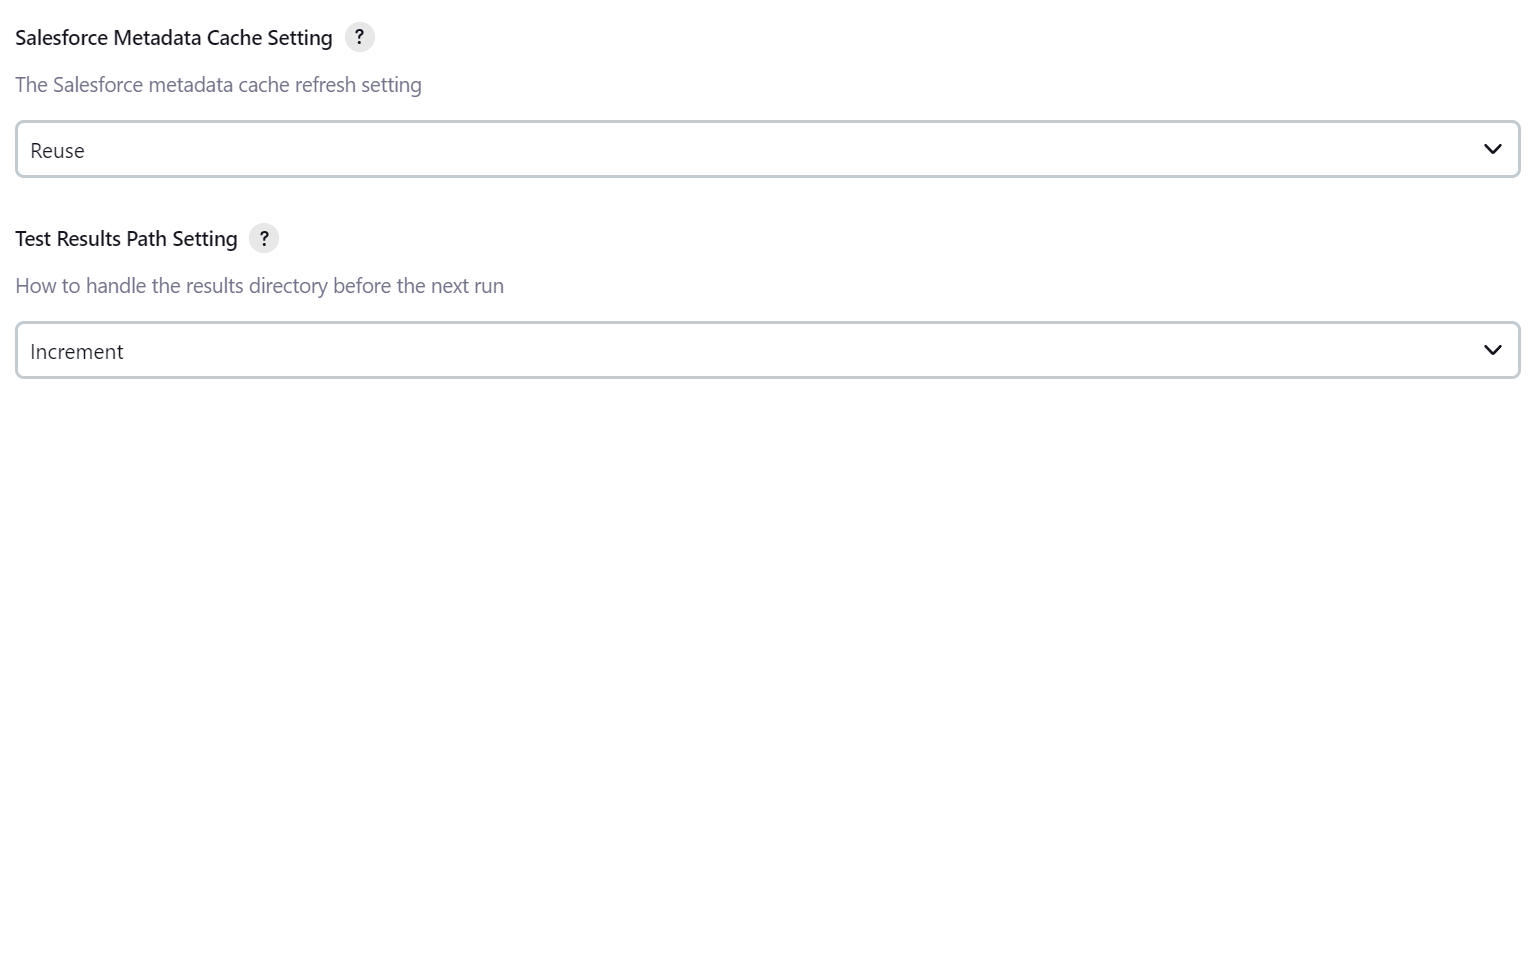 Salesforce Metadata Cache Setting ?
The Salesforce metadata cache refresh setting
Reuse
Test Results Path Setting ?
How to handle the results directory before the next run
Increment